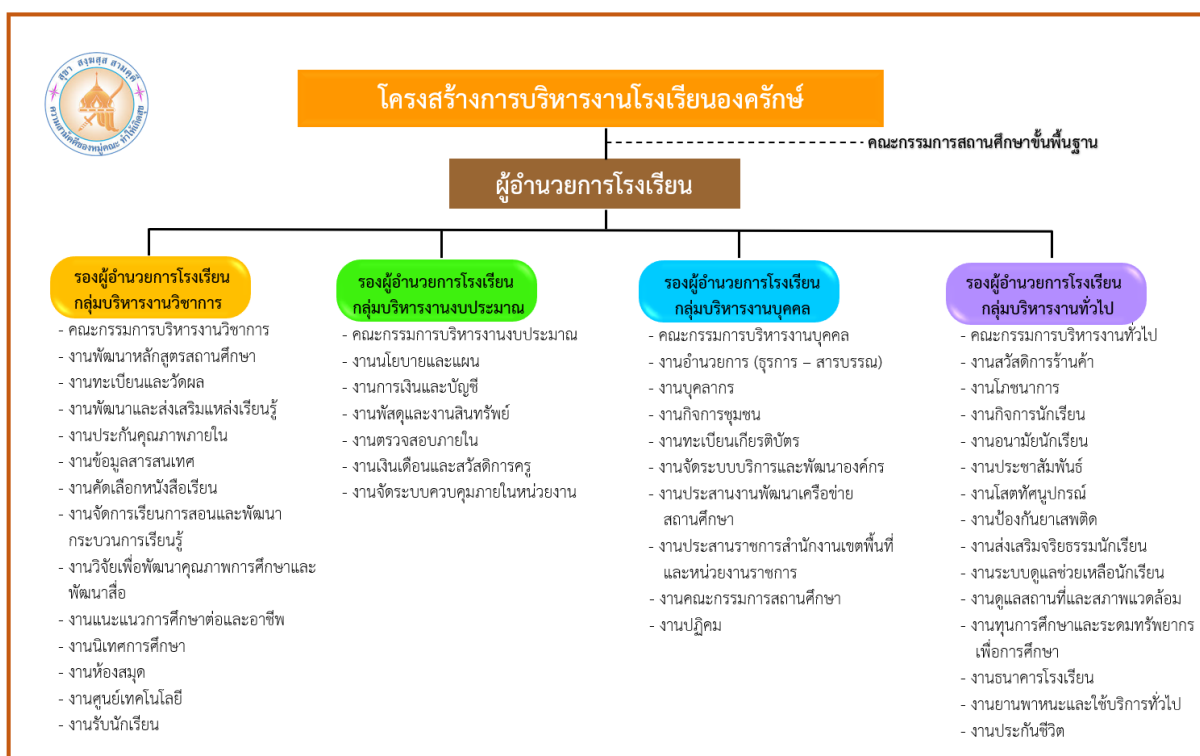 สุขา สงฺฆสฺส สามคฺคี
ความสามัคคีของหมู่คณะ ทำให้เกิดสุข
โครงสร้างการบริหารงานโรงเรียนองครักษ์
คณะกรรมการสถานศึกษาขั้นพื้นฐาน
ผู้อำนวยการโรงเรียน
รองผู้อำนวยการโรงเรียน
กลุ่มบริหารงานวิชาการ
- คณะกรรมการบริหารงานวิชาการ
- งานพัฒนาหลักสูตรสถานศึกษา
- งานทะเบียนและวัดผล
- งานพัฒนาและส่งเสริมแหล่งเรียนรู้
- งานประกันคุณภาพภายใน
- งานข้อมูลสารสนเทศ
- งานคัดเลือกหนังสือเรียน
- งานจัดการเรียนการสอนและพัฒนา
กระบวนการเรียนรู้
- งานวิจัยเพื่อพัฒนาคุณภาพการศึกษาและ
พัฒนาสื่อ
- งานแนะแนวการศึกษาต่อและอาชีพ
- งานนิเทศการศึกษา
- งานห้องสมุด
- งานศูนย์เทคโนโลยี
- งานรับนักเรียน
รองผู้อำนวยการโรงเรียน
กลุ่มบริหารงานงบประมาณ
- คณะกรรมการบริหารงานงบประมาณ
- งานนโยบายและแผน
- งานการเงินและบัญชี
- งานพัสดุและงานสินทรัพย์
- งานตรวจสอบภายใน
- งานเงินเดือนและสวัสดิการครู
- งานจัดระบบควบคุมภายในหน่วยงาน
รองผู้อำนวยการโรงเรียน
กลุ่มบริหารงานบุคคล
- คณะกรรมการบริหารงานบุคคล
- งานอำนวยการ (ธุรการ – สารบรรณ)
- งานบุคลากร
- งานกิจการชุมชน
- งานทะเบียนเกียรติบัตร
- งานจัดระบบบริการและพัฒนาองค์กร
- งานประสานงานพัฒนาเครือข่าย
สถานศึกษา
- งานประสานราชการสำนักงานเขตพื้นที่
และหน่วยงานราชการ
- งานคณะกรรมการสถานศึกษา
- งานปฏิคม
รองผู้อำนวยการโรงเรียน
กลุ่มบริหารงานทั่วไป
- คณะกรรมการบริหารงานทั่วไป
- งานสวัสดิการร้านค้า
- งานโภชนาการ
- งานกิจการนักเรียน
- งานอนามัยนักเรียน
- งานประชาสัมพันธ์
- งานโสตทัศนูปกรณ์
- งานป้องกันยาเสพติด
- งานส่งเสริมจริยธรรมนักเรียน
- งานระบบดูแลช่วยเหลือนักเรียน
- งานดูแลสถานที่และสภาพแวดล้อม
- งานทุนการศึกษาและระดมทรัพยากร
เพื่อการศึกษา
- งานธนาคารโรงเรียน
- งานยานพาหนะและใช้บริการทั่วไป
- งานประกันชีวิต